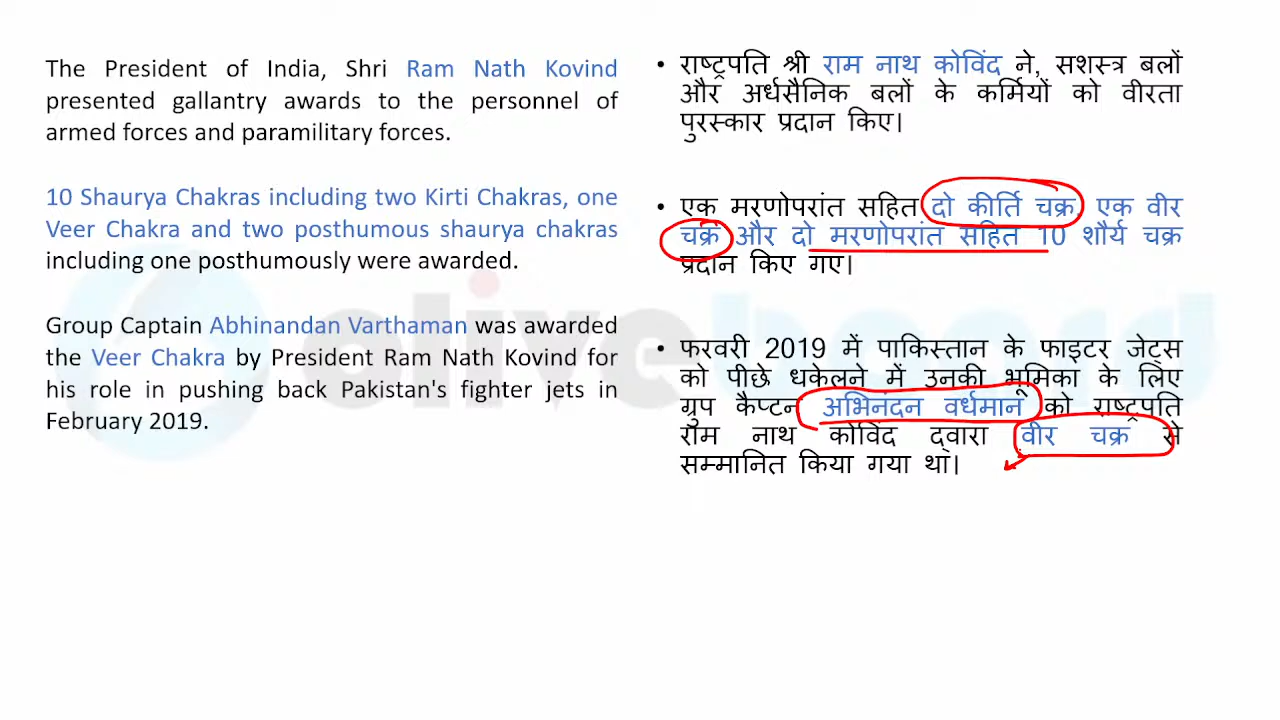 The President of India, Shri Ram Nath Kovind
presented gallantry awards to the personnel of
armed forces and paramilitary forces.
10 Shaurya Chakras including two Kirti Chakras, one
Veer Chakra and two posthumous shaurya chakras
including one posthumously were awarded.
Group Captain Abhinandan Varthaman was awarded
the Veer Chakra by President Ram Nath Kovind for
his role in pushing back Pakistan's fighter jets in
February 2019.
• राष्ट्रपति श्री राम नाथ कोविंद ने, सशस्त्र बलों
और अर्धसैनिक बलों के कर्मियों को वीरता
पुरस्कार प्रदान किए।
• एक मरणोपरांत सहित दो कीर्ति चक्र, एक वीर
चक्र और दो मरणोपरांत सहित 10 शौर्य चक्र
प्रदान किए गए।
• फरवरी 2019 में पाकिस्तान के फाइटर जेट्स
को पीछे धकेलने में उनकी भूमिका के लिए
ग्रुप कैप्टन अभिनंदन वर्धमान को राष्ट्रपति
राम नाथ कोविंद द्वारा वीर चक्र से
सम्मानित किया गया था।
oliveboard